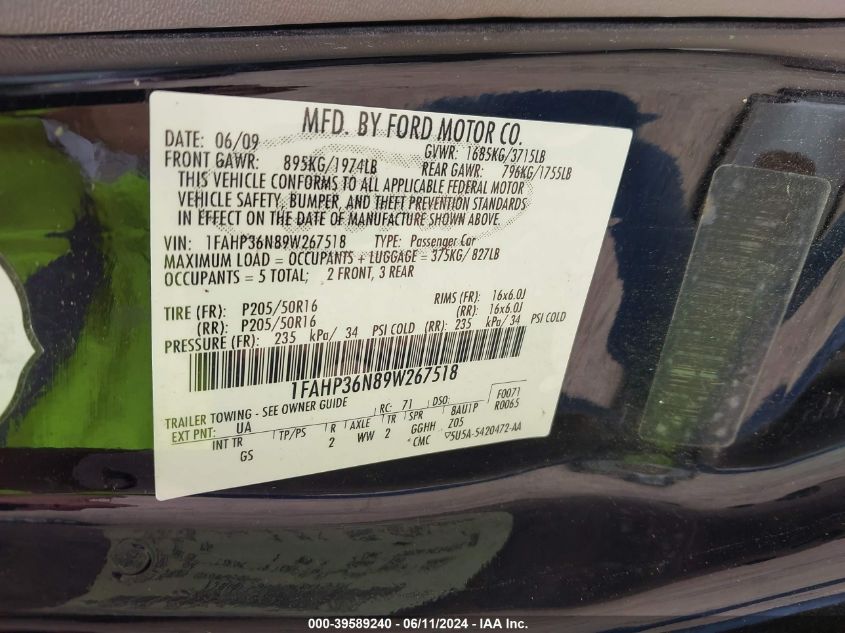 MFD. BY FORD MOTOR CO.
DATE: 06/09 GVWR: 1685KG/3715LB
FRONT GAWR: 895KG/1974LB REAR GAWR: 796KG/1755LB
THIS VEHICLE CONFORMS TO ALL APPLICABLE FEDERAL MOTOR
VEHICLE SAFETY, BUMPER, AND THEFT PREVENTION STANDARDS
IN EFFECT ON THE DATE OF MANUFACTURE SHOWN ABOVE.
VIN: 1FAHP36N89W267518 TYPE: Passenger Car
MAXIMUM LOAD = OCCUPANTS + LUGGAGE = 375KG/ 827LB
OCCUPANTS = 5 TOTAL; 2 FRONT, 3 REAR
TIRE (FR): P205/50R16 RIMS (FR): 16x6.0J
(RR): P205/50R16 (RR): 16x6.0J
PRESSURE (FR): 235 kPa/ 34 PSI COLD (RR): 235 kPa/ 34 PSI COLD
1FAHP36N89W267518
TRAILER TOWING - SEE OWNER GUIDE RC: 71 DSO: F0071
EXT PNT: UA TP/PS R AXLE TR SPR 8AU1P R0065
INT TR 2 WW 2 GGHH Z05
GS *CMC ▽5U5A-5420472-AA
000-39589240 - 06/11/2024 - IAA Inc.